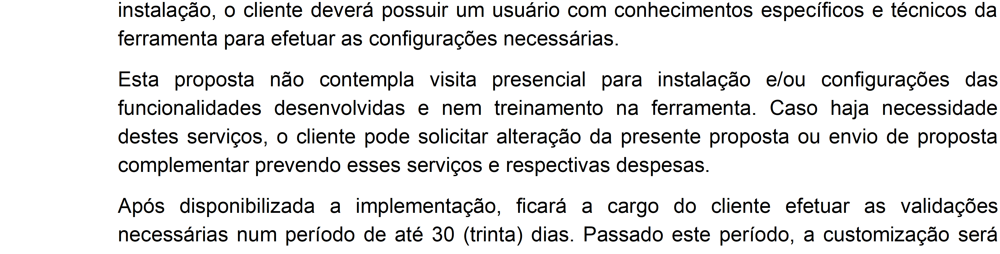 instalação, o cliente deverá possuir um usuário com conhecimentos específicos e técnicos da
ferramenta para efetuar as configurações necessárias.
Esta proposta não contempla visita presencial para instalação e/ou configurações das
funcionalidades desenvolvidas e nem treinamento na ferramenta. Caso haja necessidade
destes serviços, o cliente pode solicitar alteração da presente proposta ou envio de proposta
complementar prevendo esses serviços e respectivas despesas.
Após disponibilizada a implementação, ficará a cargo do cliente efetuar as validações
necessárias num período de até 30 (trinta) dias. Passado este período, a customização será